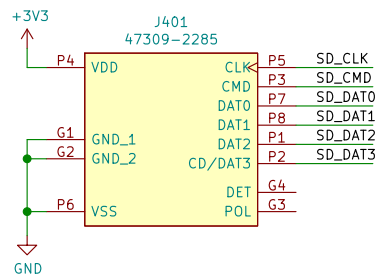 +3V3
J401
47309-2285
P4 VDD CLK P5 SD_CLK
CMD P3 SD_CMD
DAT0 P7 SD_DAT0
G1 GND_1 DAT1 P8 SD_DAT1
G2 GND_2 DAT2 P1 SD_DAT2
CD/DAT3 P2 SD_DAT3
DET G4
P6 VSS POL G3
GND